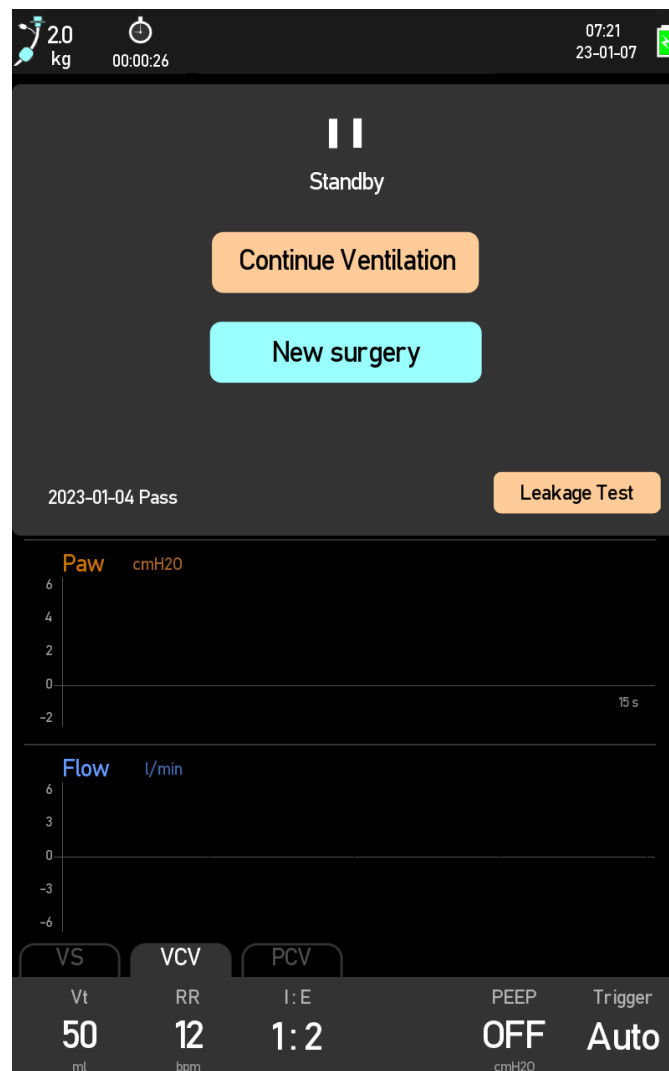 2.0
kg
00:00:26
07:21
23-01-07
Standby
Continue Ventilation
New surgery
2023-01-04 Pass
Leakage Test
Paw cmH2O
6
4
2
0
-2
15 s
Flow l/min
6
3
0
-3
-6
VS VCV PCV
Vt RR I:E PEEP Trigger
50 12 1:2 OFF Auto
ml bpm cmH2O